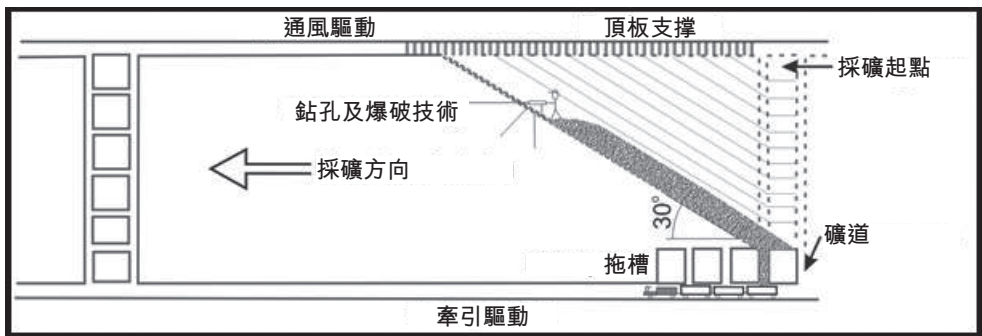 通風驅動
頂板支撐
採礦起點
鉆孔及爆破技術
採礦方向
30°
礦道
拖槽
牽引驅動